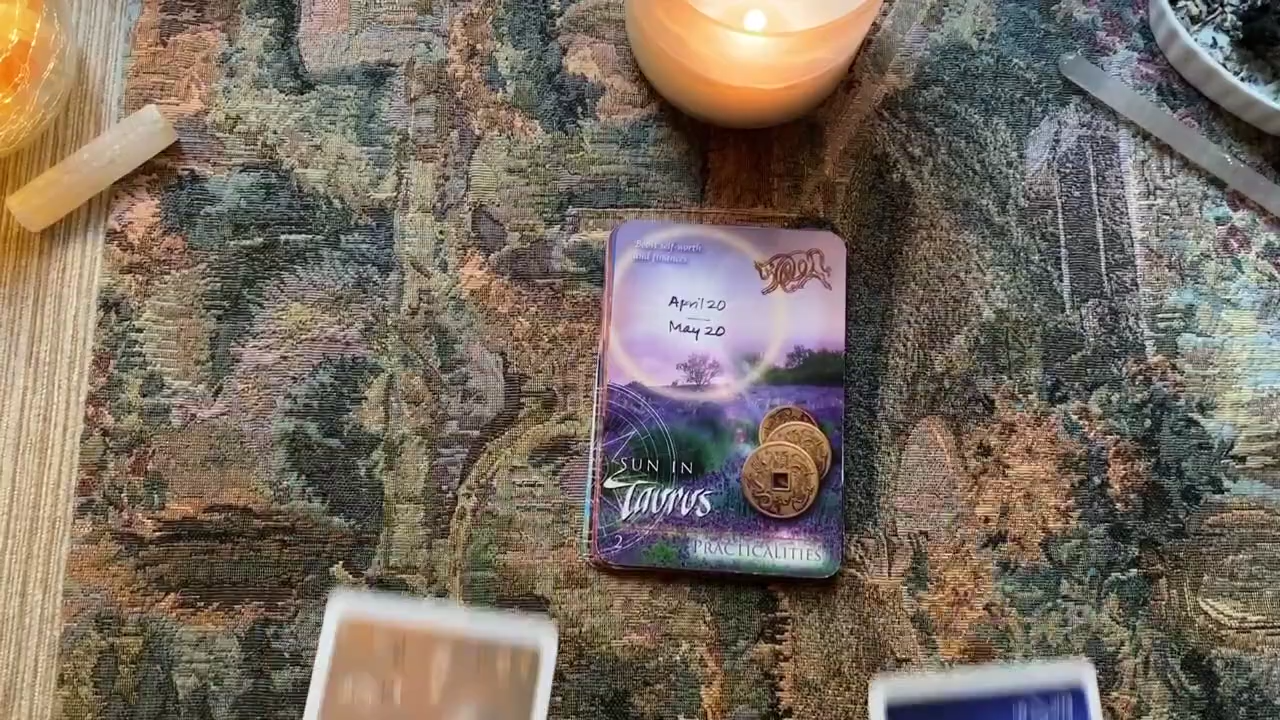 Boost self-worth
and finances
April 20
May 20
SUN IN
Taurus
2
PRACTICALITIES